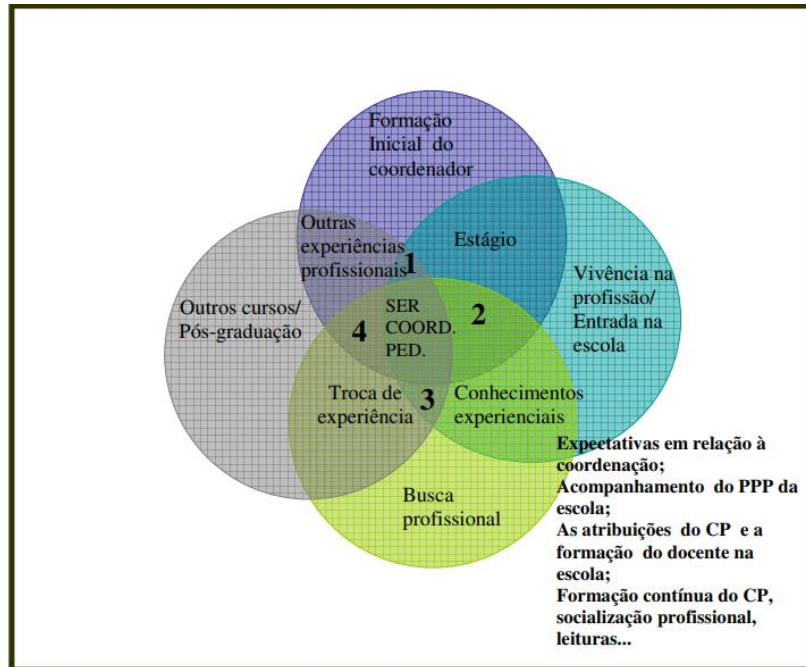 Formação
Inicial do
coordenador
Outras
experiências
profissionais
1
Estágio
Vivência na
profissão/
Entrada na
escola
Outros cursos/
Pós-graduação
4
SER
COORD.
PED.
2
Troca de
experiência
3
Conhecimentos
experienciais
Busca
profissional
Expectativas em relação à
coordenação;
Acompanhamento do PPP da
escola;
As atribuições do CP e a
formação do docente na
escola;
Formação contínua do CP,
socialização profissional,
leituras...